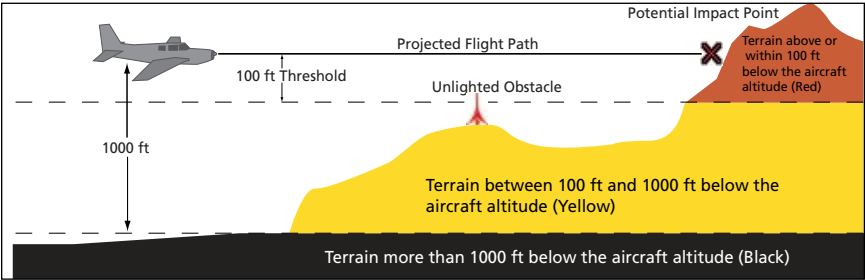 Potential Impact Point
Projected Flight Path
Terrain above or
within 100 ft
below the aircraft
altitude (Red)
100 ft Threshold
Unlighted Obstacle
1000 ft
Terrain between 100 ft and 1000 ft below the
aircraft altitude (Yellow)
Terrain more than 1000 ft below the aircraft altitude (Black)